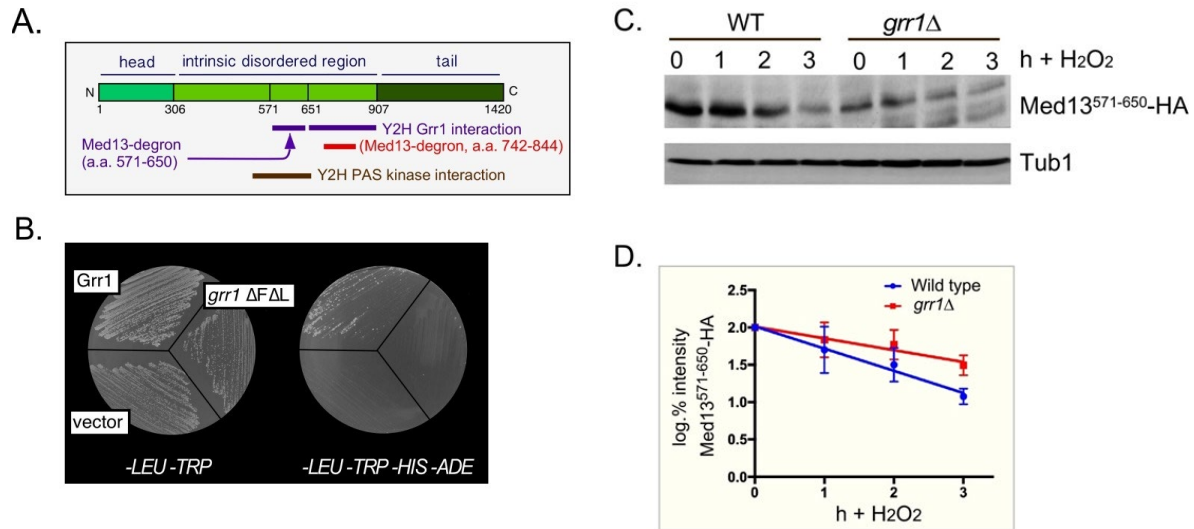 A.
head intrinsic disordered region tail
N C
1 306 571 651 907 1420
Y2H Grr1 interaction
Med13-degron
(a.a. 571-650)
(Med13-degron, a.a. 742-844)
Y2H PAS kinase interaction
B.
Grr1
grr1 ΔFΔL
vector
-LEU -TRP
-LEU -TRP -HIS -ADE
C.
WT grr1Δ
0 1 2 3 0 1 2 3 h + H2O2
Med13571-650-HA
Tub1
D.
Wild type
grr1Δ
log.% intensity
Med13571-650-HA
2.5
2.0
1.5
1.0
0.5
0.0
0 1 2 3
h + H2O2